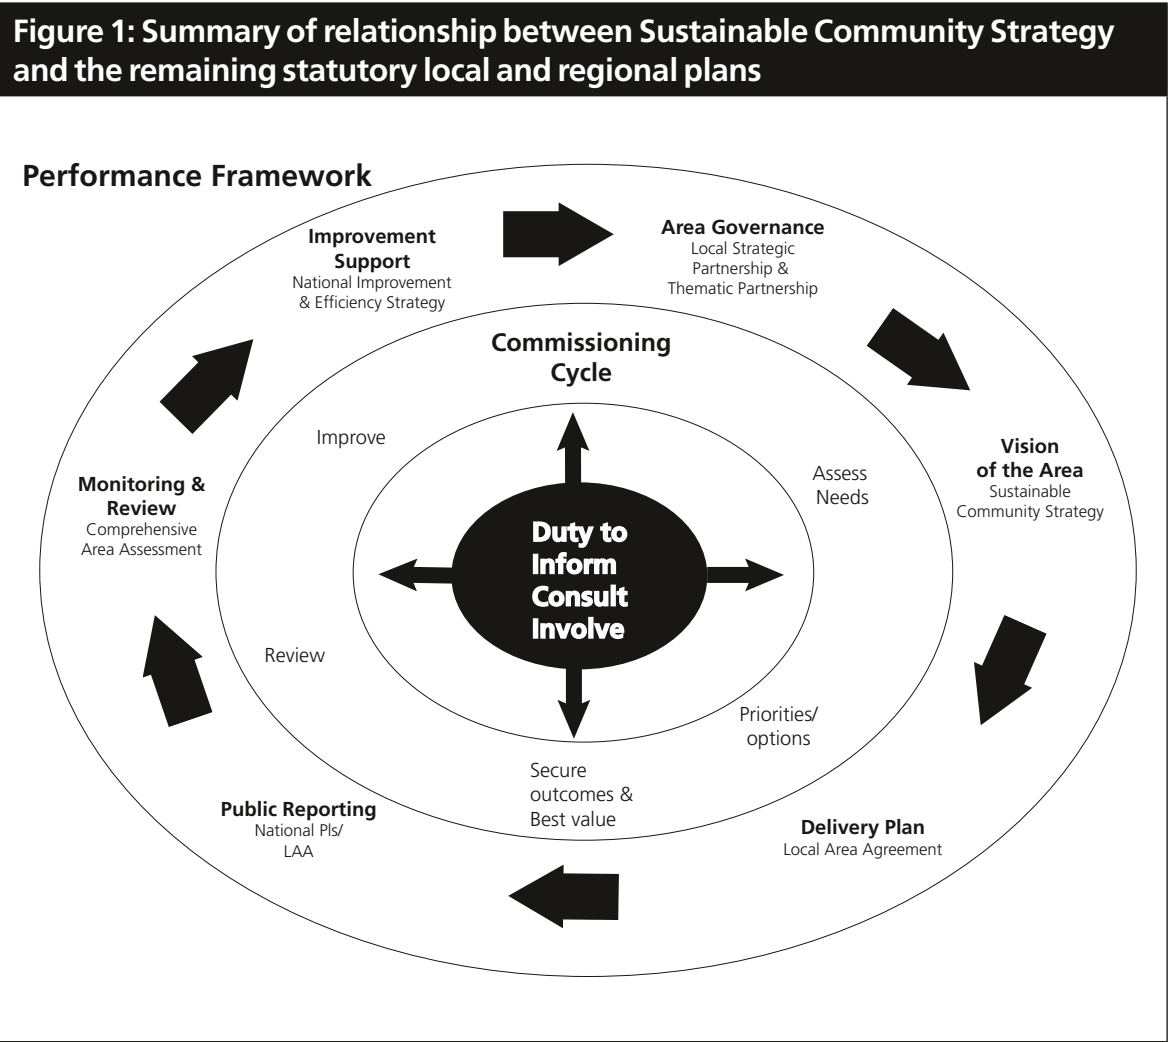 Figure 1: Summary of relationship between Sustainable Community Strategy
and the remaining statutory local and regional plans
Performance Framework
Improvement
Support
National Improvement
& Efficiency Strategy
Area Governance
Local Strategic
Partnership &
Thematic Partnership
Vision
of the Area
Sustainable
Community Strategy
Delivery Plan
Local Area Agreement
Public Reporting
National PIs/
LAA
Monitoring &
Review
Comprehensive
Area Assessment
Commissioning
Cycle
Assess
Needs
Priorities/
options
Secure
outcomes &
Best value
Review
Improve
Duty to
Inform
Consult
Involve